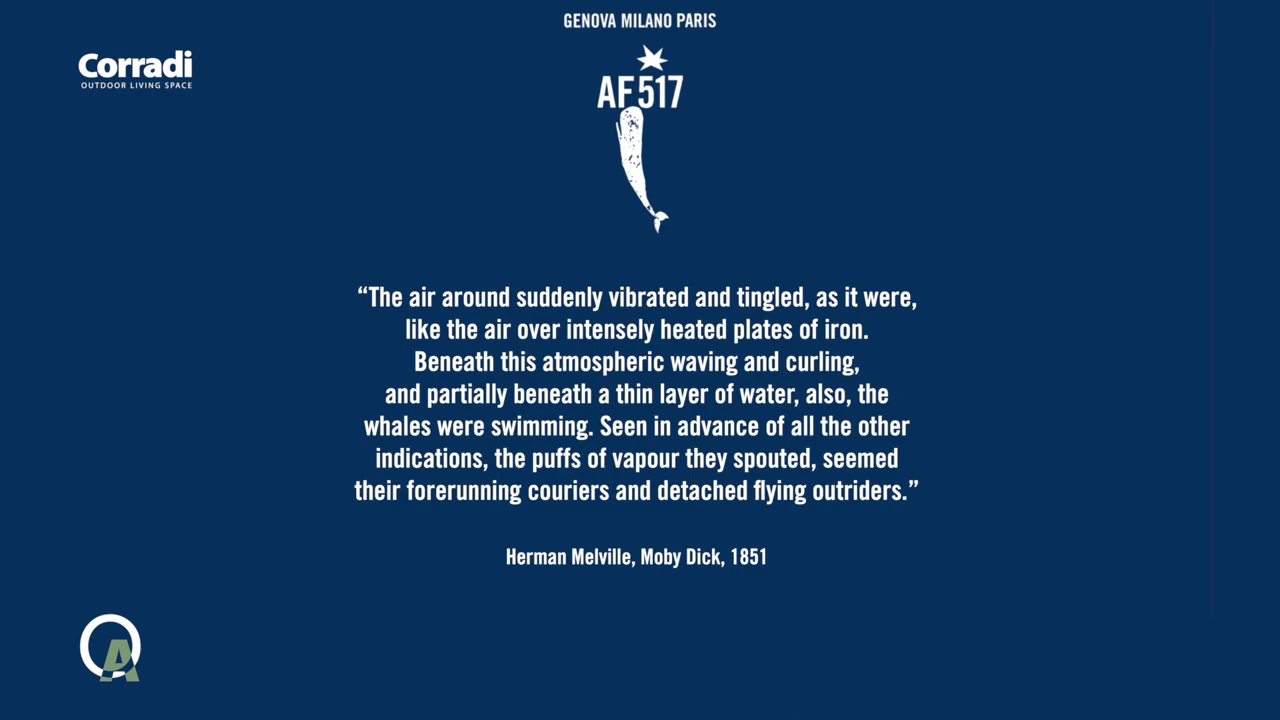 GENOVA MILANO PARIS
Corradi
OUTDOOR LIVING SPACE
AF517
“The air around suddenly vibrated and tingled, as it were,
like the air over intensely heated plates of iron.
Beneath this atmospheric waving and curling,
and partially beneath a thin layer of water, also, the
whales were swimming. Seen in advance of all the other
indications, the puffs of vapour they spouted, seemed
their forerunning couriers and detached flying outriders.”
Herman Melville, Moby Dick, 1851
OA